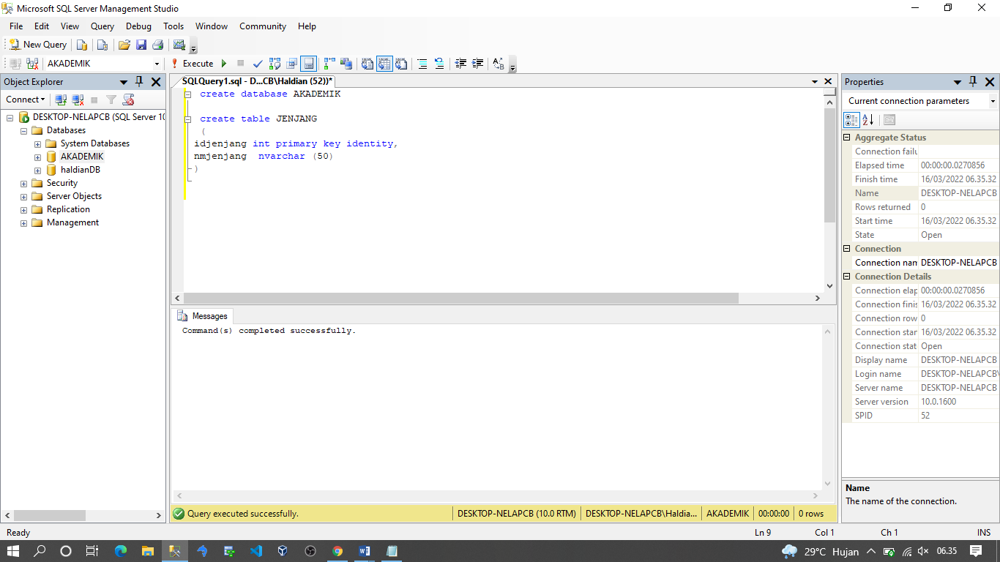 Microsoft SQL Server Management Studio
File Edit View Query Debug Tools Window Community Help
New Query
AKADEMIK
Execute
Object Explorer
Connect
DESKTOP-NELAPCB (SQL Server 10
Databases
System Databases
AKADEMIK
haldianDB
Security
Server Objects
Replication
Management
SQLQuery1.sql - D...CB\Haldian (52))*
create database AKADEMIK
create table JENJANG
(
idjenjang int primary key identity,
nmjenjang  nvarchar (50)
)
Messages
Command(s) completed successfully.
Query executed successfully.
DESKTOP-NELAPCB (10.0 RTM)
DESKTOP-NELAPCB\Haldia...
AKADEMIK
00:00:00
0 rows
Properties
Current connection parameters
Aggregate Status
Connection failu
Elapsed time 00:00:00.0270856
Finish time 16/03/2022 06.35.32
Name DESKTOP-NELAPCB
Rows returned 0
Start time 16/03/2022 06.35.32
State Open
Connection
Connection nam DESKTOP-NELAPCB
Connection Details
Connection elap 00:00:00.0270856
Connection finis 16/03/2022 06.35.32
Connection row 0
Connection star 16/03/2022 06.35.32
Connection stat Open
Display name DESKTOP-NELAPCB
Login name DESKTOP-NELAPCB\
Server name DESKTOP-NELAPCB
Server version 10.0.1600
SPID 52
Name
The name of the connection.
Ready
Ln 9
Col 1
Ch 1
INS
29°C Hujan
06.35